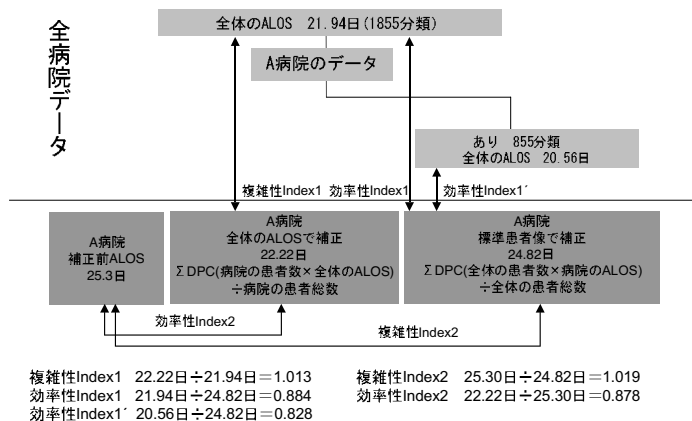 全病院データ
全体のALOS 21.94日(1855分類)
A病院のデータ
あり 855分類
全体のALOS 20.56日
複雑性Index1 効率性Index1 効率性Index1´
A病院
補正前ALOS
25.3日
A病院
全体のALOSで補正
22.22日
ΣDPC(病院の患者数×全体のALOS)
÷病院の患者総数
A病院
標準患者像で補正
24.82日
ΣDPC(全体の患者数×病院のALOS)
÷全体の患者総数
効率性Index2
複雑性Index2
複雑性Index1 22.22日÷21.94日=1.013
効率性Index1 21.94日÷24.82日=0.884
効率性Index1´ 20.56日÷24.82日=0.828
複雑性Index2 25.30日÷24.82日=1.019
効率性Index2 22.22日÷25.30日=0.878